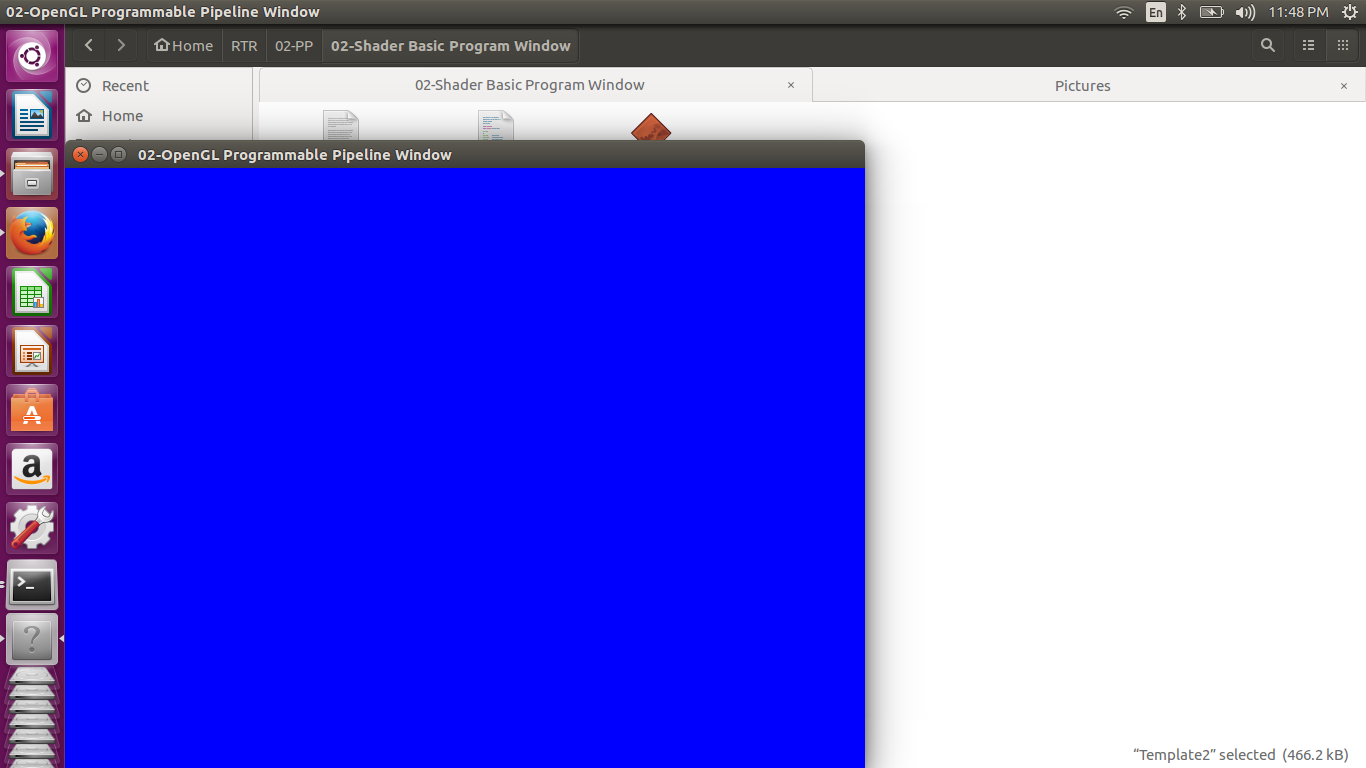 02-OpenGL Programmable Pipeline Window
En
11:48 PM
Home
RTR
02-PP
02-Shader Basic Program Window
Recent
Home
02-Shader Basic Program Window
Pictures
02-OpenGL Programmable Pipeline Window
“Template2” selected (466.2 kB)